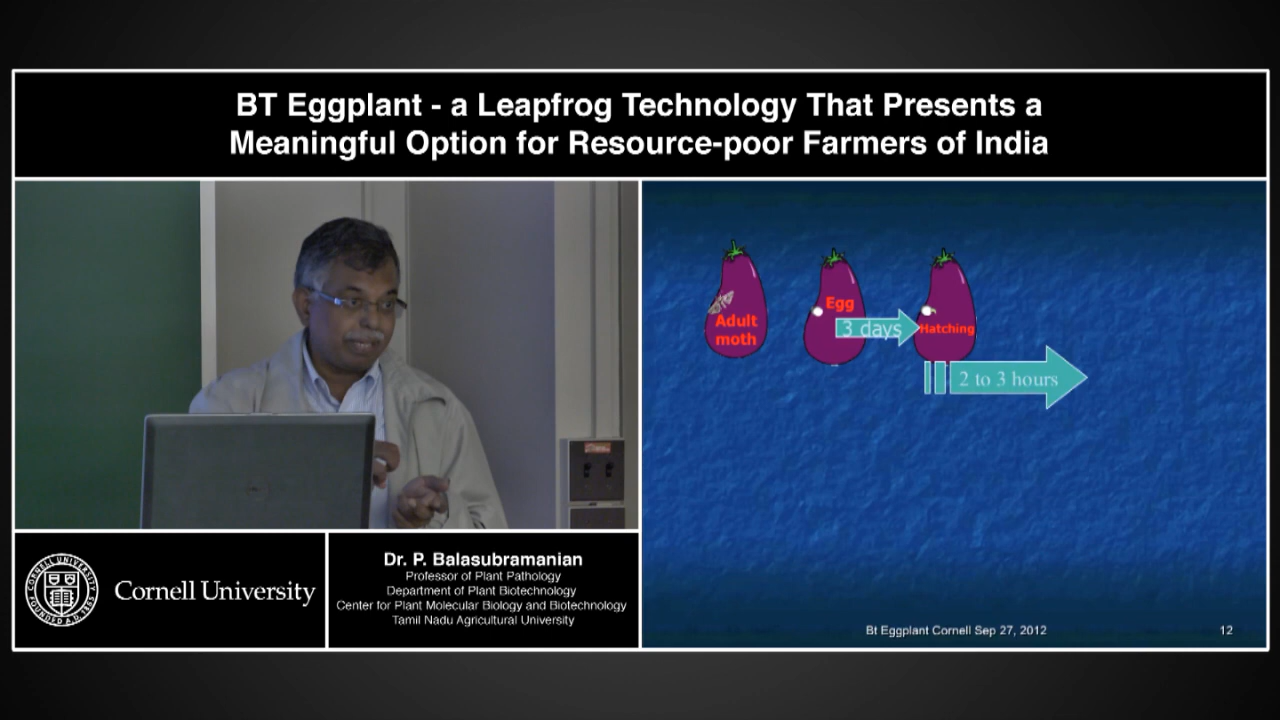 BT Eggplant - a Leapfrog Technology That Presents a
Meaningful Option for Resource-poor Farmers of India
Adult
moth
Egg
3 days
Hatching
2 to 3 hours
Bt Eggplant Cornell Sep 27, 2012
12
Cornell University
Dr. P. Balasubramanian
Professor of Plant Pathology
Department of Plant Biotechnology
Center for Plant Molecular Biology and Biotechnology
Tamil Nadu Agricultural University